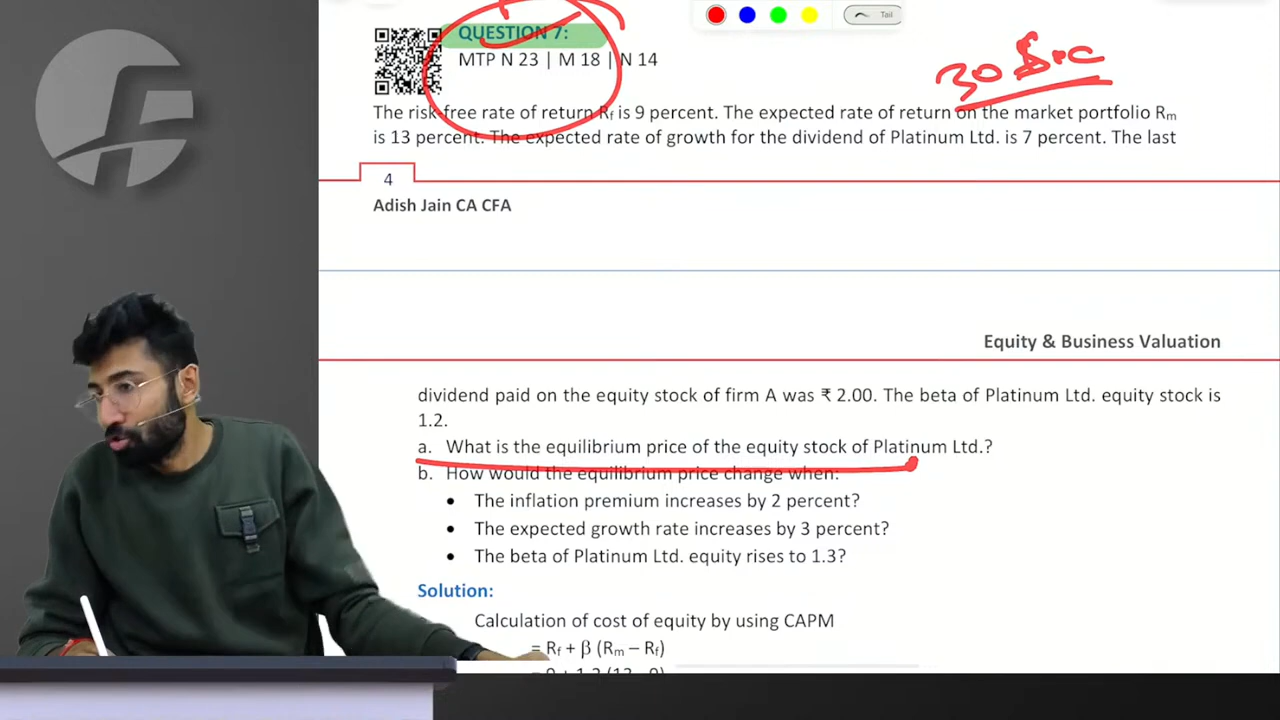 Tail
QUESTION 7:
MTP N 23 | M 18 | N 14
30 Sec
The risk-free rate of return Rf is 9 percent. The expected rate of return on the market portfolio Rm
is 13 percent. The expected rate of growth for the dividend of Platinum Ltd. is 7 percent. The last
4
Adish Jain CA CFA
Equity & Business Valuation
dividend paid on the equity stock of firm A was ₹ 2.00. The beta of Platinum Ltd. equity stock is
1.2.
a. What is the equilibrium price of the equity stock of Platinum Ltd.?
b. How would the equilibrium price change when:
• The inflation premium increases by 2 percent?
• The expected growth rate increases by 3 percent?
• The beta of Platinum Ltd. equity rises to 1.3?
Solution:
Calculation of cost of equity by using CAPM
= Rf + β (Rm – Rf)
= 9 + 1.2 (13 – 9)